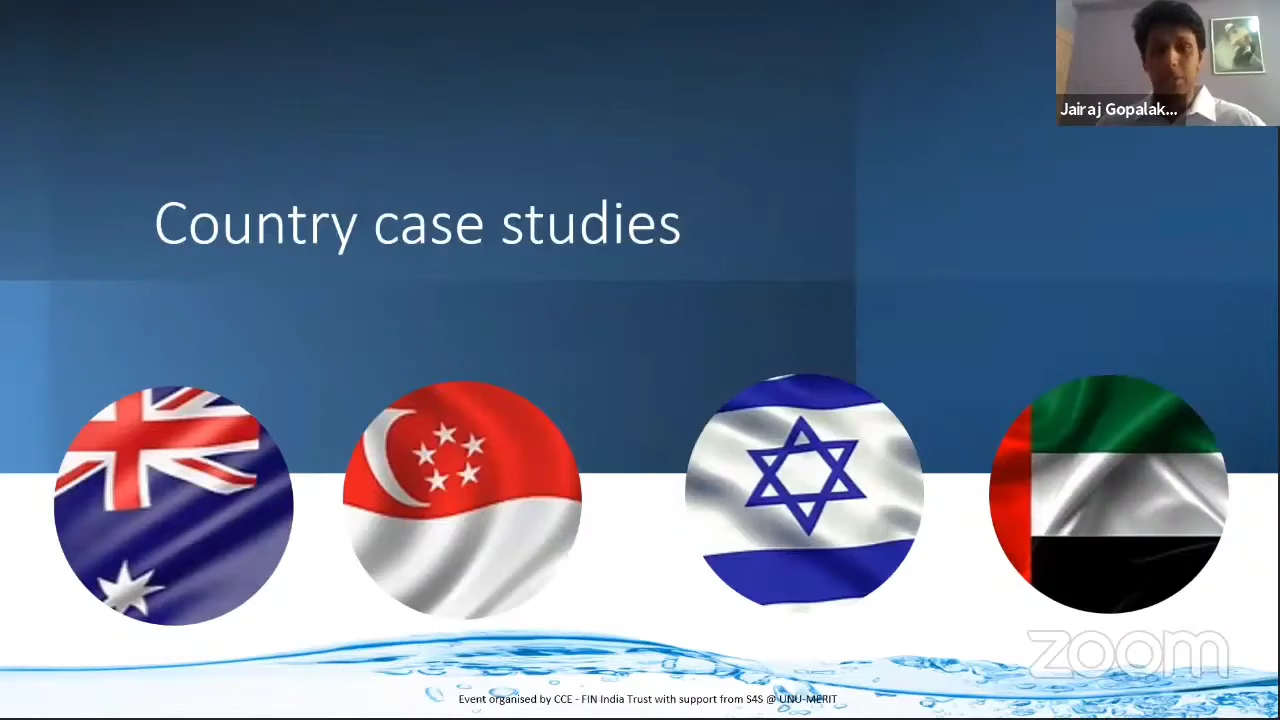 Jairaj Gopalak...
Country case studies
zoom
Event organised by CCE - FIN India Trust with support from S4S @ UNU-MERIT